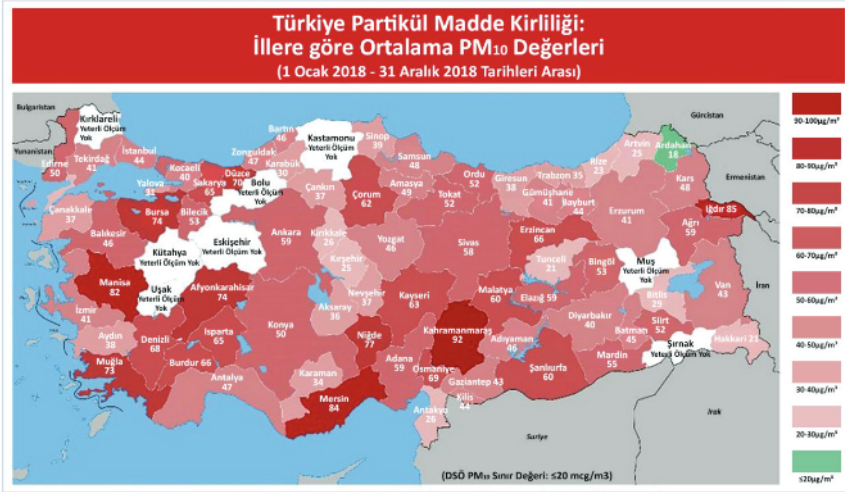 Türkiye Partikül Madde Kirliliği:
İllere göre Ortalama PM10 Değerleri
(1 Ocak 2018 - 31 Aralık 2018 Tarihleri Arası)
Bulgaristan
Yunanistan
Gürcistan
Ermenistan
İran
Irak
Suriye
Kırklareli
Yeterli Ölçüm
Yok
Edirne
50
Tekirdağ
41
İstanbul
44
Yalova
31
Kocaeli
40
Sakarya
65
Düzce
70
Bolu
Yeterli Ölçüm Yok
Zonguldak
47
Bartın
46
Karabük
30
Kastamonu
Yeterli Ölçüm
Yok
Sinop
39
Samsun
48
Çankırı
37
Çorum
62
Amasya
49
Tokat
52
Ordu
52
Giresun
38
Trabzon 35
Rize
23
Artvin
25
Ardahan
18
Gümüşhane
41
Bayburt
44
Erzurum
41
Kars
48
Iğdır 85
Ağrı
59
Çanakkale
37
Balıkesir
46
Bursa
74
Bilecik
53
Eskişehir
Yeterli Ölçüm Yok
Kütahya
Yeterli Ölçüm Yok
Ankara
59
Kırıkkale
26
Kırşehir
25
Yozgat
46
Sivas
58
Erzincan
66
Tunceli
21
Bingöl
53
Muş
Yeterli Ölçüm
Yok
Bitlis
29
Van
43
Manisa
82
Uşak
Yeterli Ölçüm
Yok
Afyonkarahisar
74
İzmir
41
Aydın
38
Denizli
68
Isparta
65
Burdur 66
Muğla
73
Antalya
47
Konya
50
Aksaray
36
Nevşehir
37
Kayseri
63
Niğde
77
Karaman
34
Mersin
84
Adana
59
Kahramanmaraş
92
Osmaniye
69
Gaziantep 43
Kilis
44
Antakya
26
Malatya
60
Elazığ 59
Adıyaman
46
Şanlıurfa
60
Diyarbakır
40
Batman
45
Siirt
52
Mardin
55
Şırnak
Yeterli Ölçüm Yok
Hakkari 21
(DSÖ PM10 Sınır Değeri: ≤20 mcg/m3)
90-100µg/m³
80-90µg/m³
70-80µg/m³
60-70µg/m³
50-60µg/m³
40-50µg/m³
30-40µg/m³
20-30µg/m³
≤20µg/m³